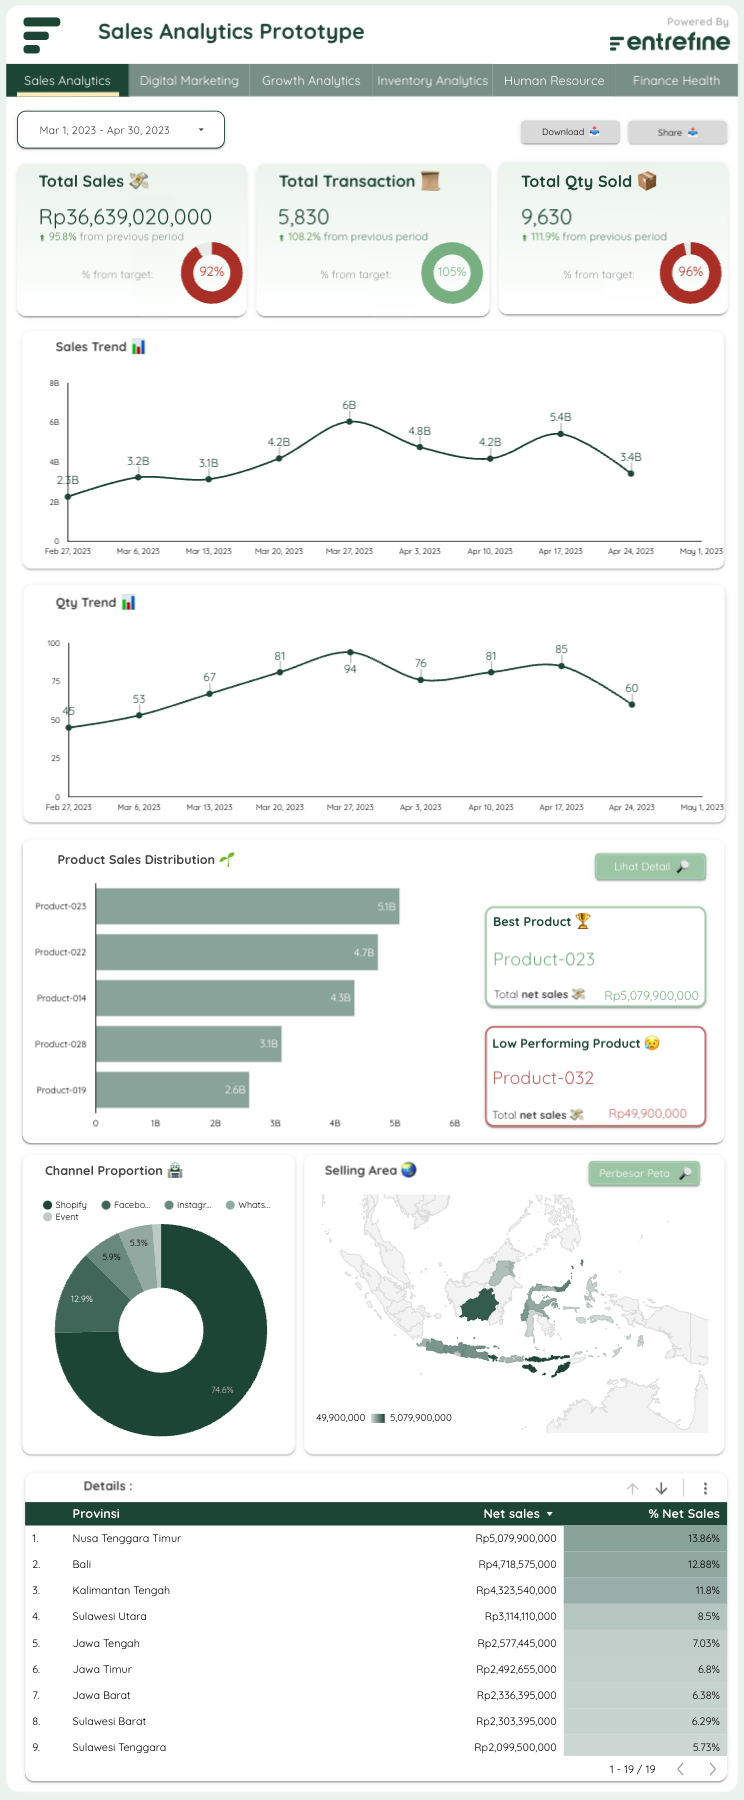 Sales Analytics Prototype
Powered By
entrefine
Sales Analytics
Digital Marketing
Growth Analytics
Inventory Analytics
Human Resource
Finance Health
Mar 1, 2023 - Apr 30, 2023
Download
Share
Total Sales
Rp36,639,020,000
95.8% from previous period
% from target:
92%
Total Transaction
5,830
108.2% from previous period
% from target:
105%
Total Qty Sold
9,630
111.9% from previous period
% from target:
96%
Sales Trend
8B
6B
4B
2B
0
2.3B
3.2B
3.1B
4.2B
6B
4.8B
4.2B
5.4B
3.4B
Feb 27, 2023
Mar 6, 2023
Mar 13, 2023
Mar 20, 2023
Mar 27, 2023
Apr 3, 2023
Apr 10, 2023
Apr 17, 2023
Apr 24, 2023
May 1, 2023
Qty Trend
100
75
50
25
0
45
53
67
81
94
76
81
85
60
Feb 27, 2023
Mar 6, 2023
Mar 13, 2023
Mar 20, 2023
Mar 27, 2023
Apr 3, 2023
Apr 10, 2023
Apr 17, 2023
Apr 24, 2023
May 1, 2023
Product Sales Distribution
Lihat Detail
Product-023
5.1B
Product-022
4.7B
Product-014
4.3B
Product-028
3.1B
Product-019
2.6B
0
1B
2B
3B
4B
5B
6B
Best Product
Product-023
Total net sales
Rp5,079,900,000
Low Performing Product
Product-032
Total net sales
Rp49,900,000
Channel Proportion
Shopify
Facebo...
Instagr...
Whats...
Event
5.3%
5.9%
12.9%
74.6%
Selling Area
Perbesar Peta
49,900,000
5,079,900,000
Details :
Provinsi Net sales % Net Sales
1. Nusa Tenggara Timur Rp5,079,900,000 13.86%
2. Bali Rp4,718,575,000 12.88%
3. Kalimantan Tengah Rp4,323,540,000 11.8%
4. Sulawesi Utara Rp3,114,110,000 8.5%
5. Jawa Tengah Rp2,577,445,000 7.03%
6. Jawa Timur Rp2,492,655,000 6.8%
7. Jawa Barat Rp2,336,395,000 6.38%
8. Sulawesi Barat Rp2,303,395,000 6.29%
9. Sulawesi Tenggara Rp2,099,500,000 5.73%
1 - 19 / 19